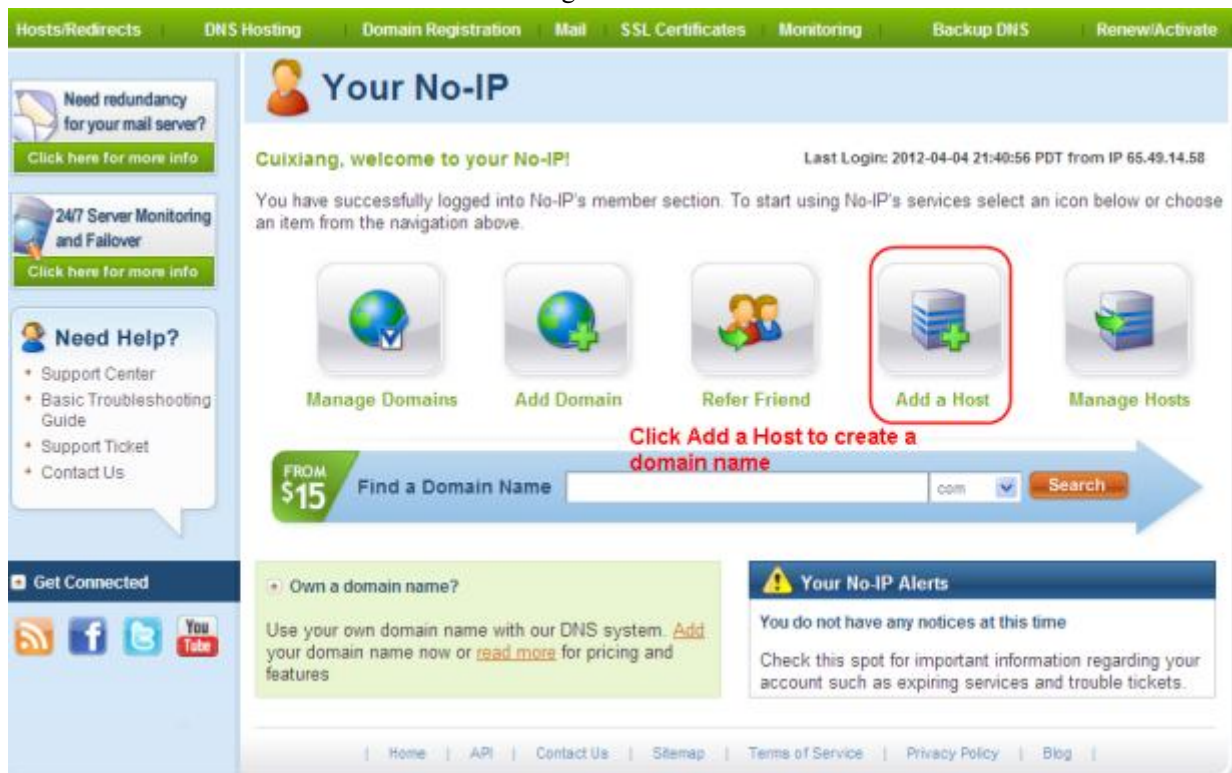 Hosts/Redirects DNS Hosting Domain Registration Mail SSL Certificates Monitoring Backup DNS Renew/Activate
Need redundancy
for your mail server?
Click here for more info
24/7 Server Monitoring
and Failover
Click here for more info
Need Help?
• Support Center
• Basic Troubleshooting
Guide
• Support Ticket
• Contact Us
Get Connected
You
Tube
Your No-IP
Cuixiang, welcome to your No-IP!
Last Login: 2012-04-04 21:40:56 PDT from IP 65.49.14.58
You have successfully logged into No-IP's member section. To start using No-IP's services select an icon below or choose
an item from the navigation above.
Manage Domains Add Domain Refer Friend Add a Host Manage Hosts
Click Add a Host to create a
domain name
FROM
$15
Find a Domain Name com Search
Own a domain name?
Use your own domain name with our DNS system. Add
your domain name now or read more for pricing and
features
Your No-IP Alerts
You do not have any notices at this time
Check this spot for important information regarding your
account such as expiring services and trouble tickets.
| Home | API | Contact Us | Sitemap | Terms of Service | Privacy Policy | Blog |